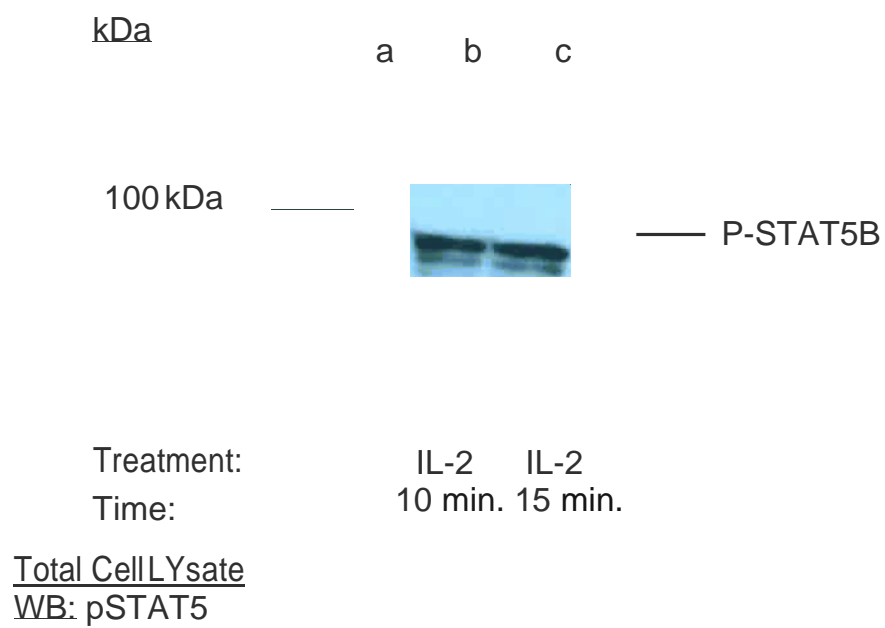 kDa
a b c
100 kDa
P-STAT5B
Treatment: IL-2 IL-2
Time: 10 min. 15 min.
Total Cell LYsate
WB: pSTAT5